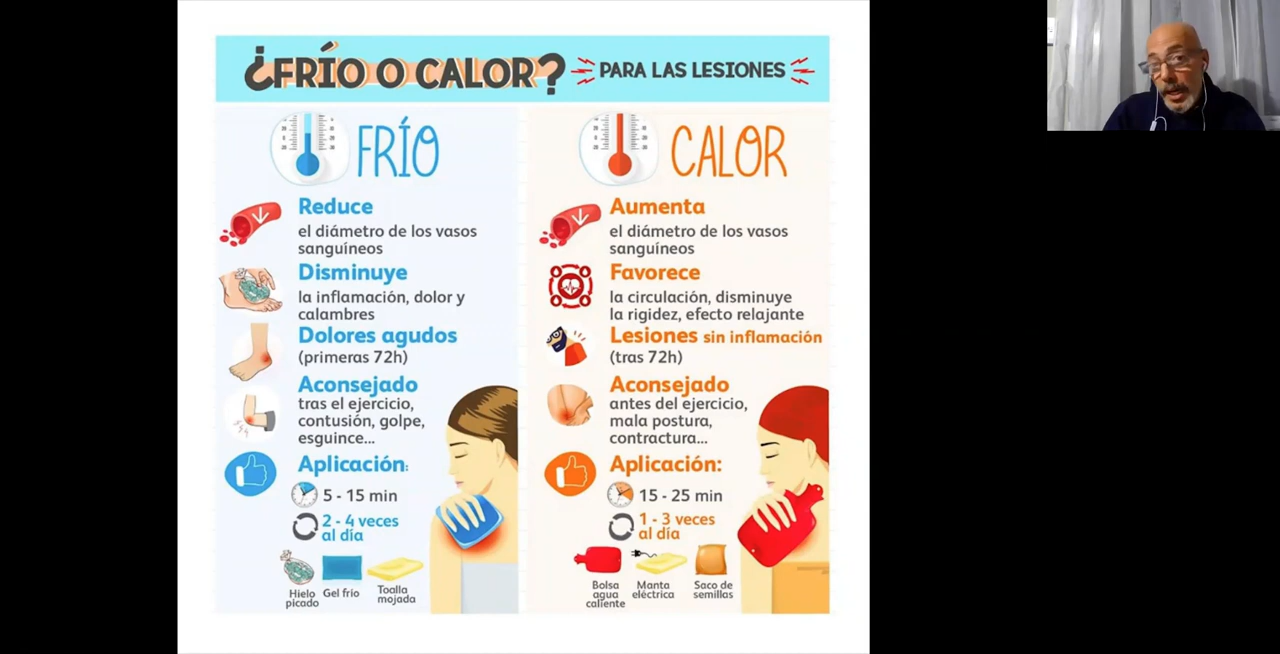 ¿FRÍO O CALOR? PARA LAS LESIONES
FRÍO
Reduce
el diámetro de los vasos
sanguíneos
Disminuye
la inflamación, dolor y
calambres
Dolores agudos
(primeras 72h)
Aconsejado
tras el ejercicio,
contusión, golpe,
esguince...
Aplicación:
5 - 15 min
2 - 4 veces
al día
Hielo
picado
Gel frío
Toalla
mojada
CALOR
Aumenta
el diámetro de los vasos
sanguíneos
Favorece
la circulación, disminuye
la rigidez, efecto relajante
Lesiones sin inflamación
(tras 72h)
Aconsejado
antes del ejercicio,
mala postura,
contractura...
Aplicación:
15 - 25 min
1 - 3 veces
al día
Bolsa
agua
caliente
Manta
eléctrica
Saco de
semillas